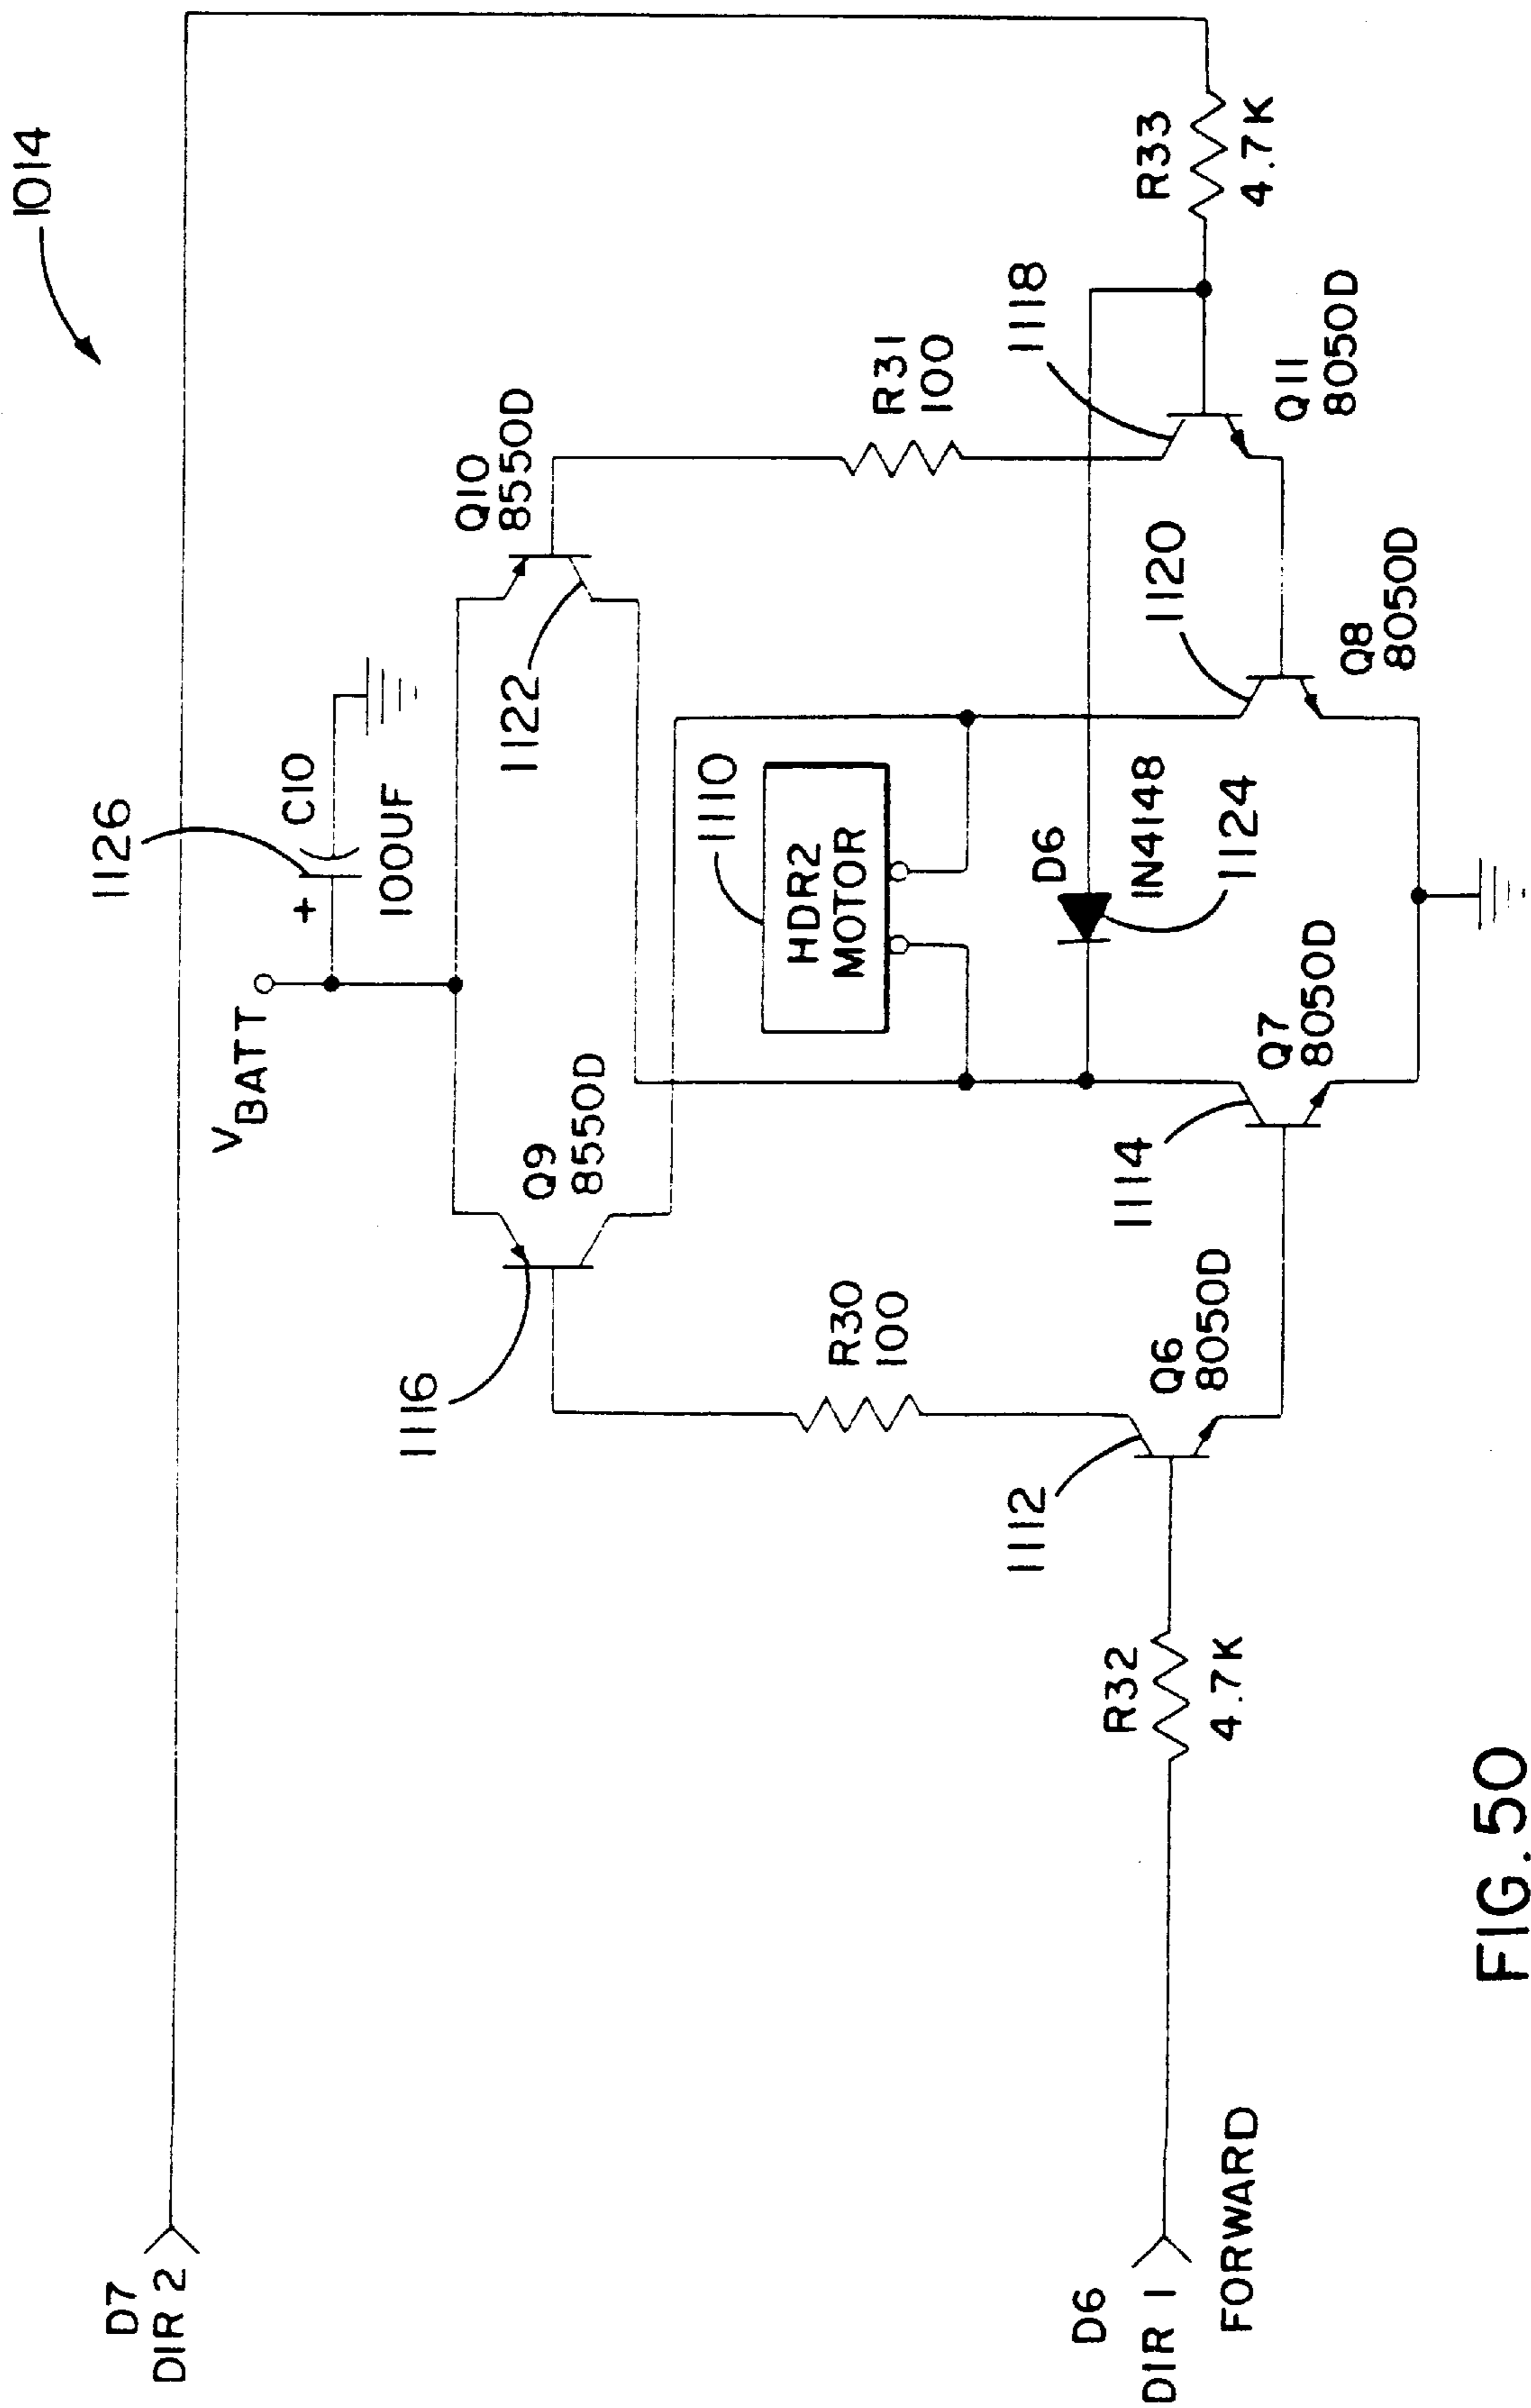 1014
D7
DIR 2
1126
C10
+
100UF
VBATT
Q10
8550D
Q9
8550D
1116
1122
R31
100
R33
4.7K
1110
HDR2
MOTOR
R30
100
1118
D6
1N4148
1124
1120
Q11
8050D
1112
Q6
8050D
1114
Q7
8050D
Q8
8050D
R32
4.7K
D6
DIR 1
FORWARD
FIG.50